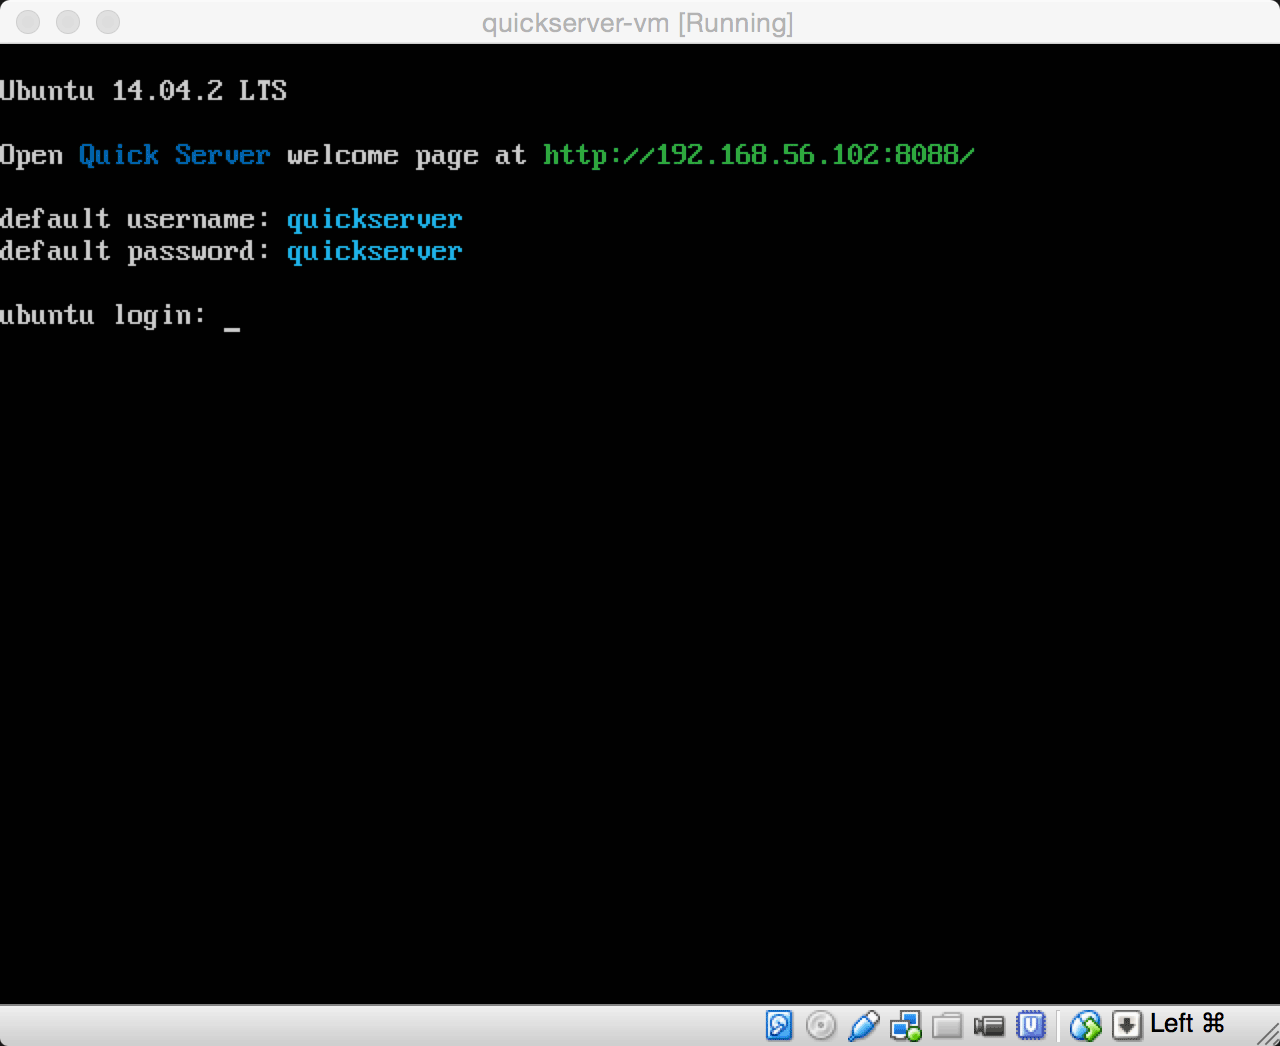 quickserver-vm [Running]
Ubuntu 14.04.2 LTS
Open Quick Server welcome page at http://192.168.56.102:8088/
default username: quickserver
default password: quickserver
ubuntu login: _
Left ⌘